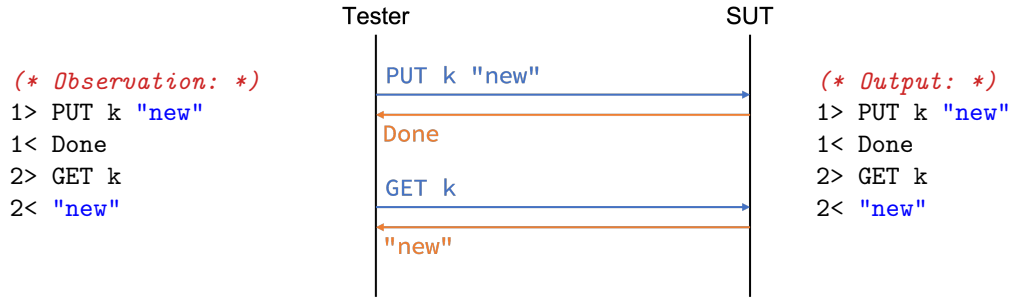 Tester
SUT
(* Observation: *)
1> PUT k "new"
1< Done
2> GET k
2< "new"
PUT k "new"
Done
GET k
"new"
(* Output: *)
1> PUT k "new"
1< Done
2> GET k
2< "new"